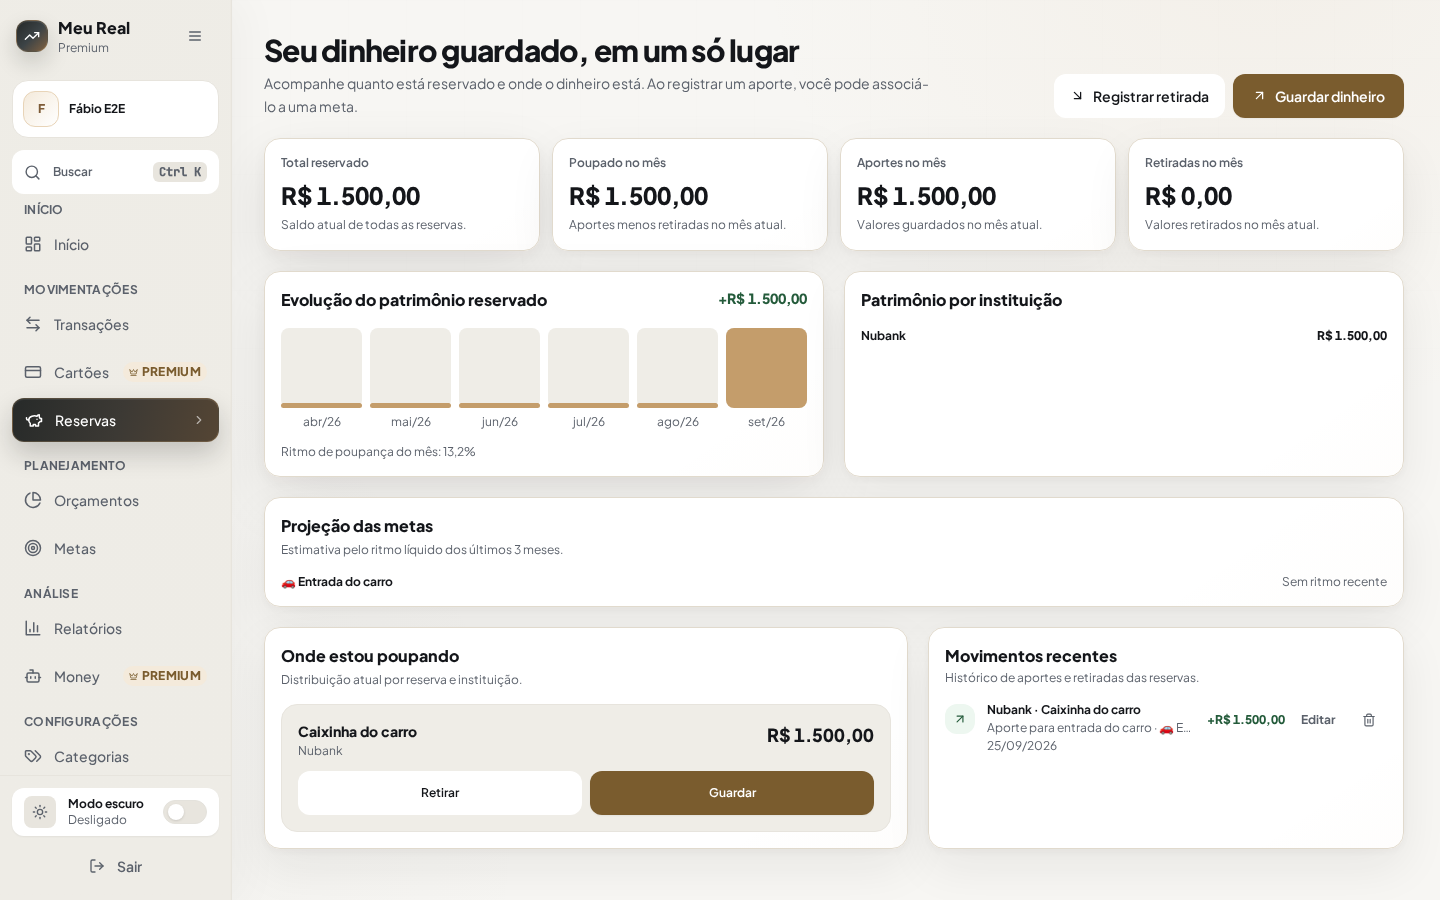 Meu Real
Premium
F
Fábio E2E
Buscar
Ctrl K
INÍCIO
Início
MOVIMENTAÇÕES
Transações
Cartões
PREMIUM
Reservas
PLANEJAMENTO
Orçamentos
Metas
ANÁLISE
Relatórios
Money
PREMIUM
CONFIGURAÇÕES
Categorias
Modo escuro
Desligado
Sair
Seu dinheiro guardado, em um só lugar
Acompanhe quanto está reservado e onde o dinheiro está. Ao registrar um aporte, você pode associá-
lo a uma meta.
Registrar retirada
Guardar dinheiro
Total reservado
R$ 1.500,00
Saldo atual de todas as reservas.
Poupado no mês
R$ 1.500,00
Aportes menos retiradas no mês atual.
Aportes no mês
R$ 1.500,00
Valores guardados no mês atual.
Retiradas no mês
R$ 0,00
Valores retirados no mês atual.
Evolução do patrimônio reservado
+R$ 1.500,00
abr/26
mai/26
jun/26
jul/26
ago/26
set/26
Ritmo de poupança do mês: 13,2%
Patrimônio por instituição
Nubank
R$ 1.500,00
Projeção das metas
Estimativa pelo ritmo líquido dos últimos 3 meses.
🚗 Entrada do carro
Sem ritmo recente
Onde estou poupando
Distribuição atual por reserva e instituição.
Caixinha do carro
Nubank
R$ 1.500,00
Retirar
Guardar
Movimentos recentes
Histórico de aportes e retiradas das reservas.
Nubank · Caixinha do carro
Aporte para entrada do carro · 🚗 E...
25/09/2026
+R$ 1.500,00
Editar